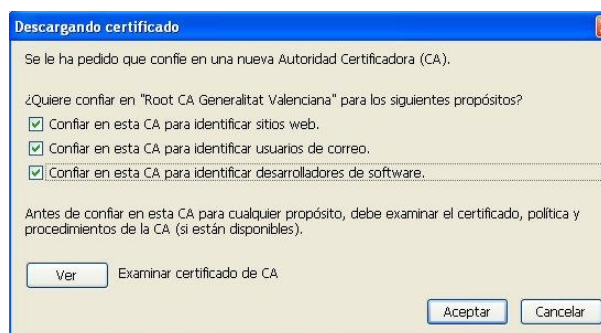 Descargando certificado
Se le ha pedido que confíe en una nueva Autoridad Certificadora (CA).
¿Quiere confiar en "Root CA Generalitat Valenciana" para los siguientes propósitos?
Confiar en esta CA para identificar sitios web.
Confiar en esta CA para identificar usuarios de correo.
Confiar en esta CA para identificar desarrolladores de software.
Antes de confiar en esta CA para cualquier propósito, debe examinar el certificado, política y
procedimientos de la CA (si están disponibles).
Ver Examinar certificado de CA
Aceptar Cancelar